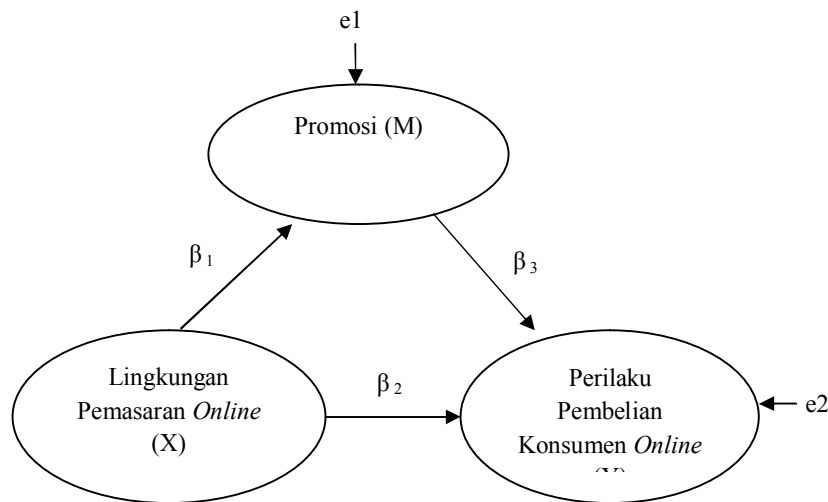 e1
Promosi (M)
β1
β3
Lingkungan
Pemasaran Online
(X)
β2
Perilaku
Pembelian
Konsumen Online
e2